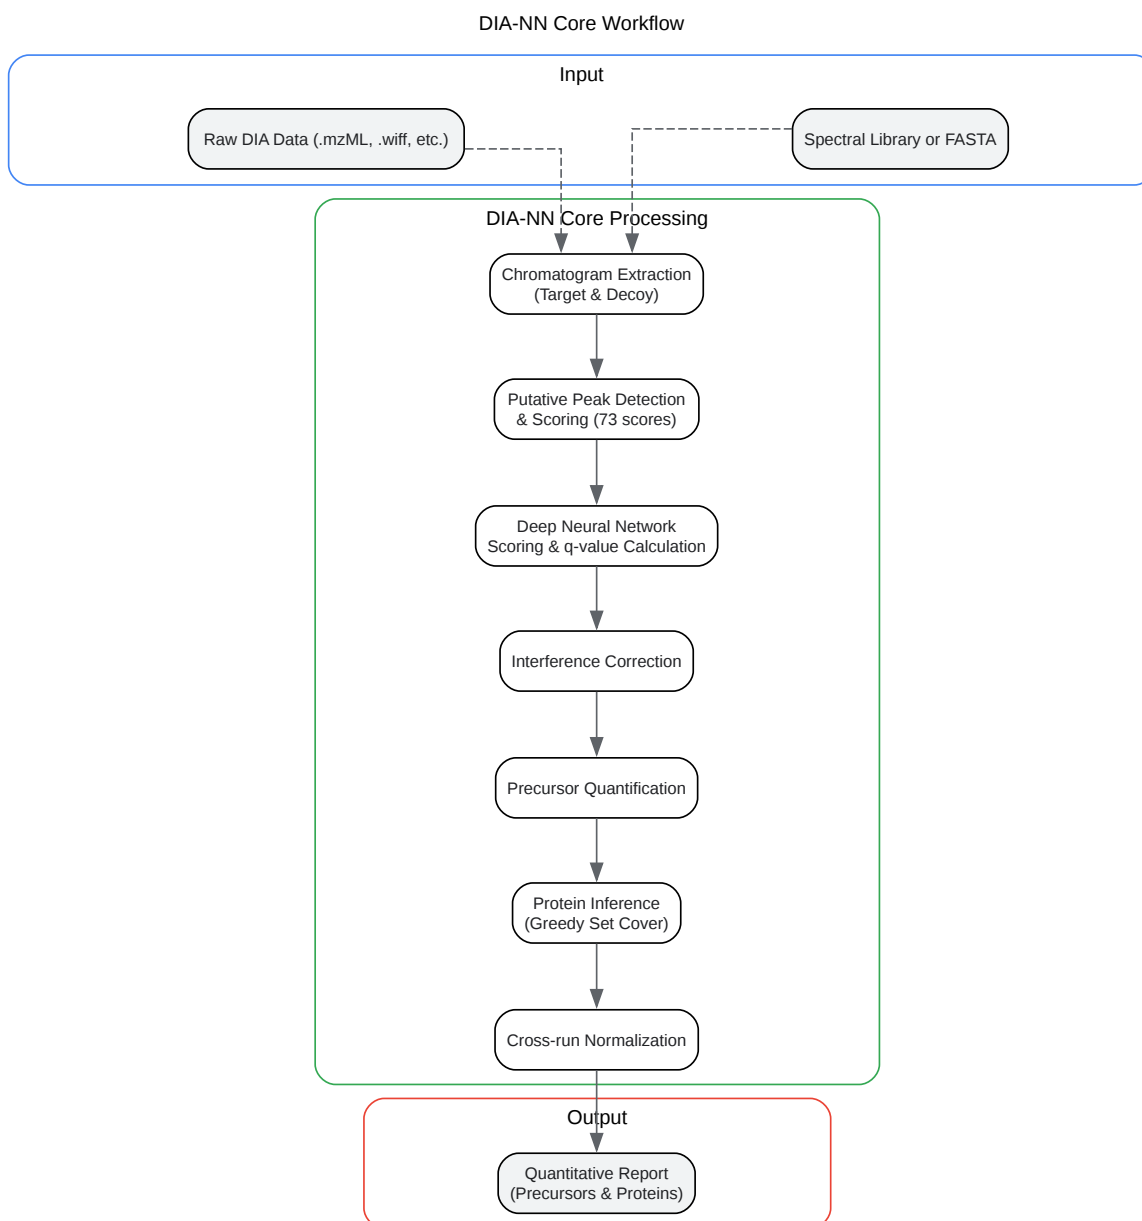 DIA-NN Core Workflow
Input
Raw DIA Data (.mzML, .wiff, etc.)
Spectral Library or FASTA
DIA-NN Core Processing
Chromatogram Extraction
(Target & Decoy)
Putative Peak Detection
& Scoring (73 scores)
Deep Neural Network
Scoring & q-value Calculation
Interference Correction
Precursor Quantification
Protein Inference
(Greedy Set Cover)
Cross-run Normalization
Output
Quantitative Report
(Precursors & Proteins)